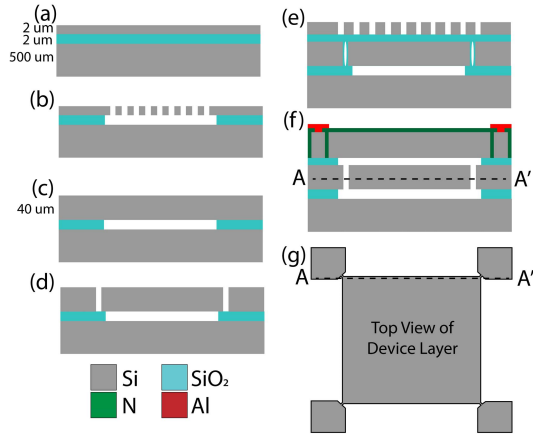 (a)
2 um
2 um
500 um
(b)
(c)
40 um
(d)
Si
SiO₂
N
Al
(e)
(f)
A
A'
(g)
A
A'
Top View of
Device Layer